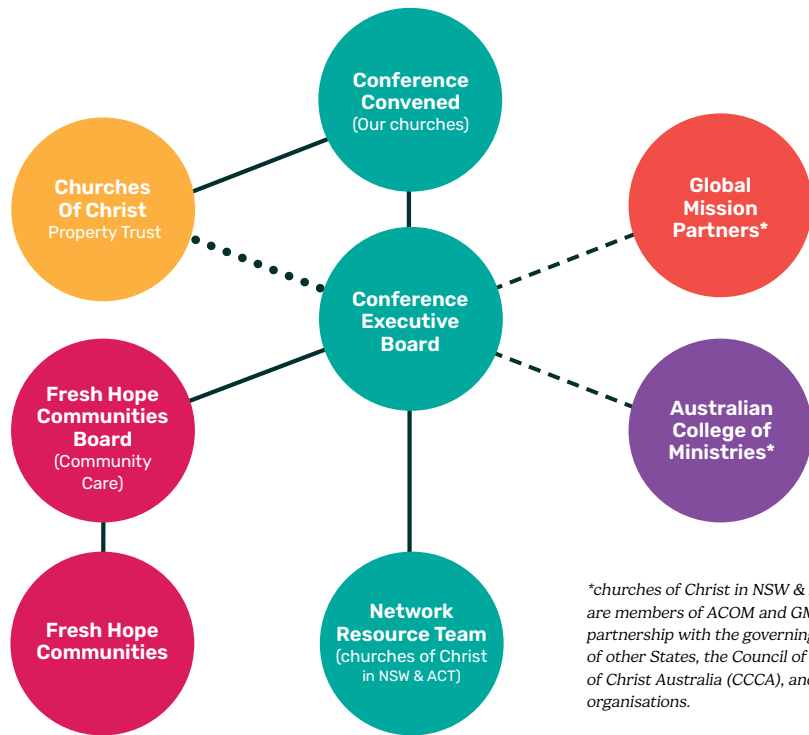 Conference
Convened
(Our churches)
Churches
Of Christ
Property Trust
Global
Mission
Partners*
Conference
Executive
Board
Fresh Hope
Communities
Board
(Community
Care)
Australian
College of
Ministries*
Fresh Hope
Communities
Network
Resource Team
(churches of Christ
in NSW & ACT)
*churches of Christ in NSW &
are members of ACOM and
partnership with the governing
of other States, the Council of
of Christ Australia (CCCA), and
organisations.